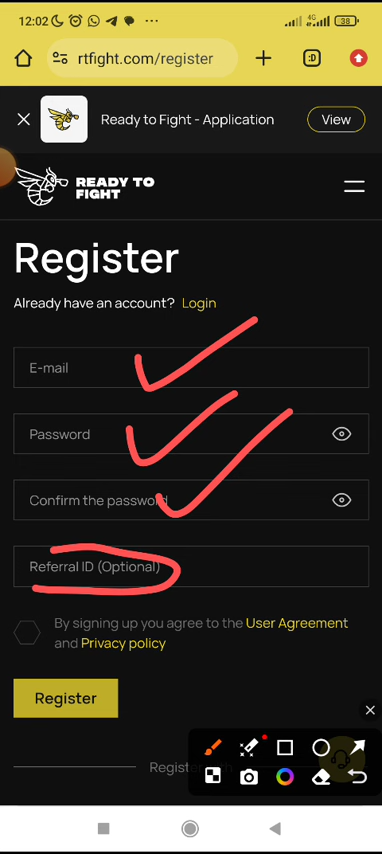 12:02
4G
38
rtfight.com/register
:D
Ready to Fight - Application
View
READY TO
FIGHT
Register
Already have an account? Login
E-mail
Password
Confirm the password
Referral ID (Optional)
By signing up you agree to the User Agreement
and Privacy policy
Register